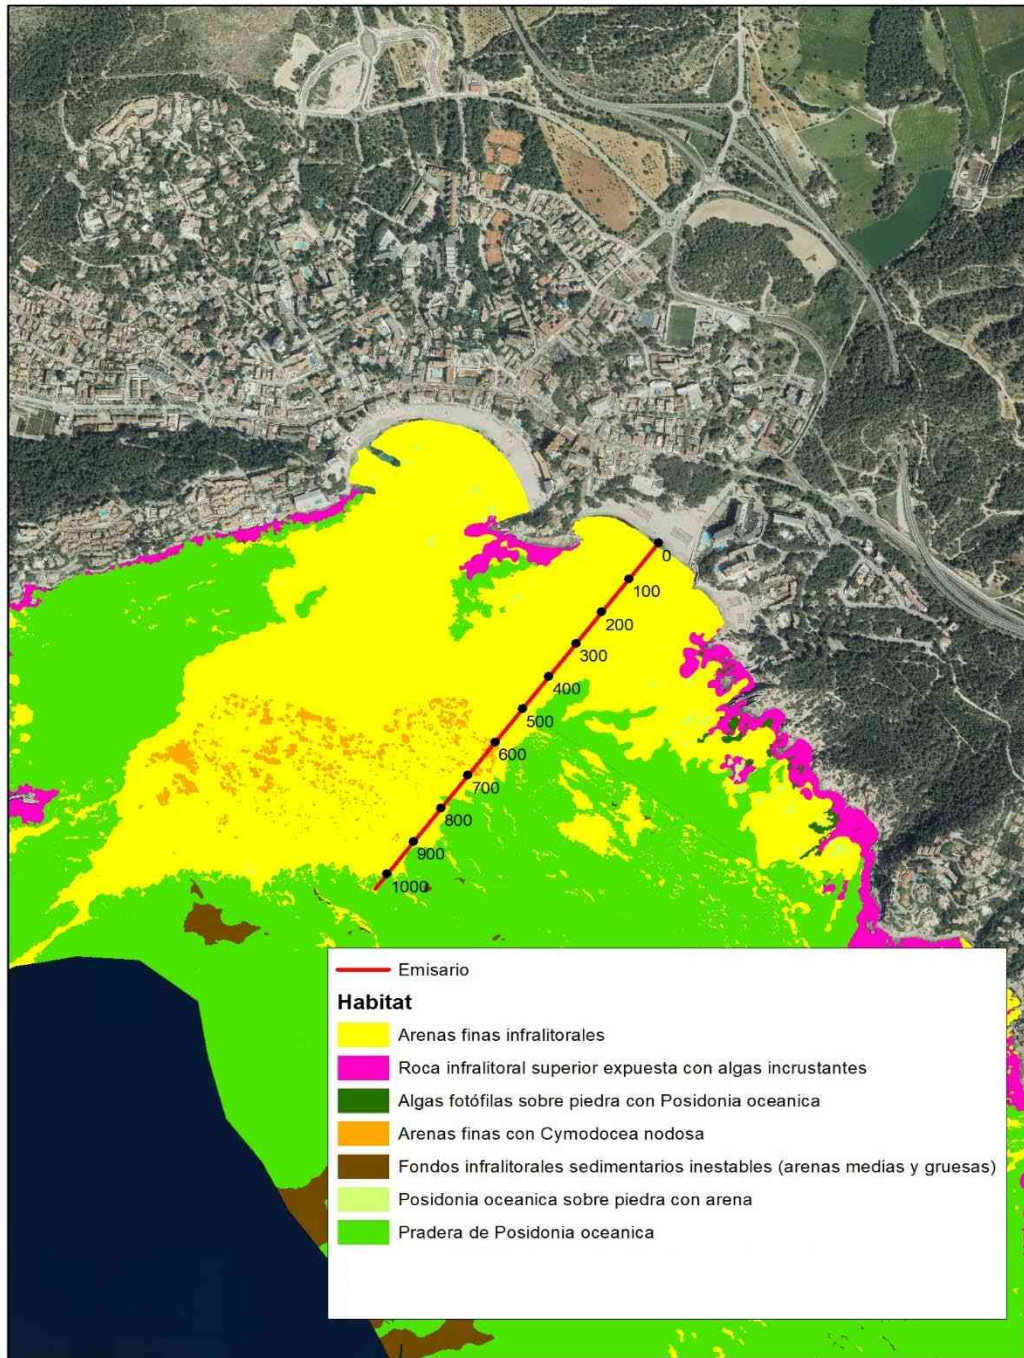 0
100
200
300
400
500
600
700
800
900
1000
Emisario
Habitat
Arenas finas infralitorales
Roca infralitoral superior expuesta con algas incrustantes
Algas fotófilas sobre piedra con Posidonia oceanica
Arenas finas con Cymodocea nodosa
Fondos infralitorales sedimentarios inestables (arenas medias y gruesas)
Posidonia oceanica sobre piedra con arena
Pradera de Posidonia oceanica